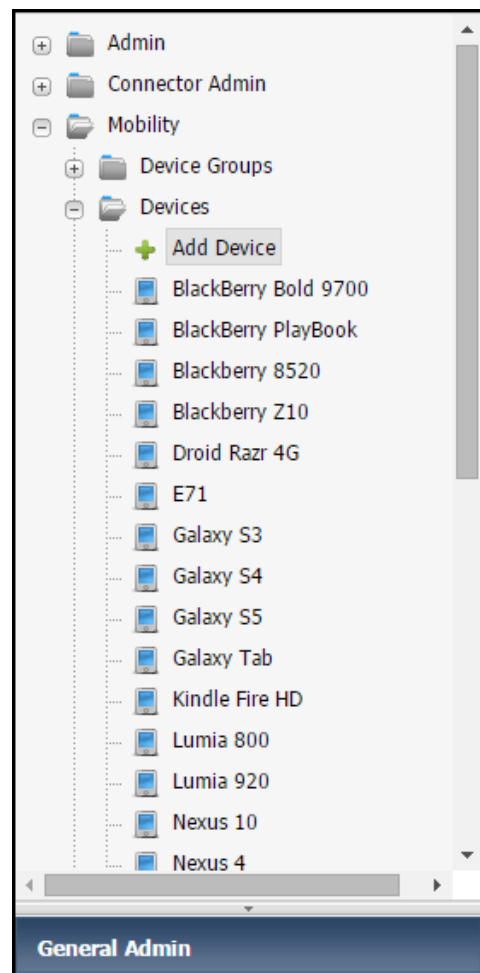 Admin
Connector Admin
Mobility
Device Groups
Devices
Add Device
BlackBerry Bold 9700
BlackBerry PlayBook
Blackberry 8520
Blackberry Z10
Droid Razr 4G
E71
Galaxy S3
Galaxy S4
Galaxy S5
Galaxy Tab
Kindle Fire HD
Lumia 800
Lumia 920
Nexus 10
Nexus 4
General Admin